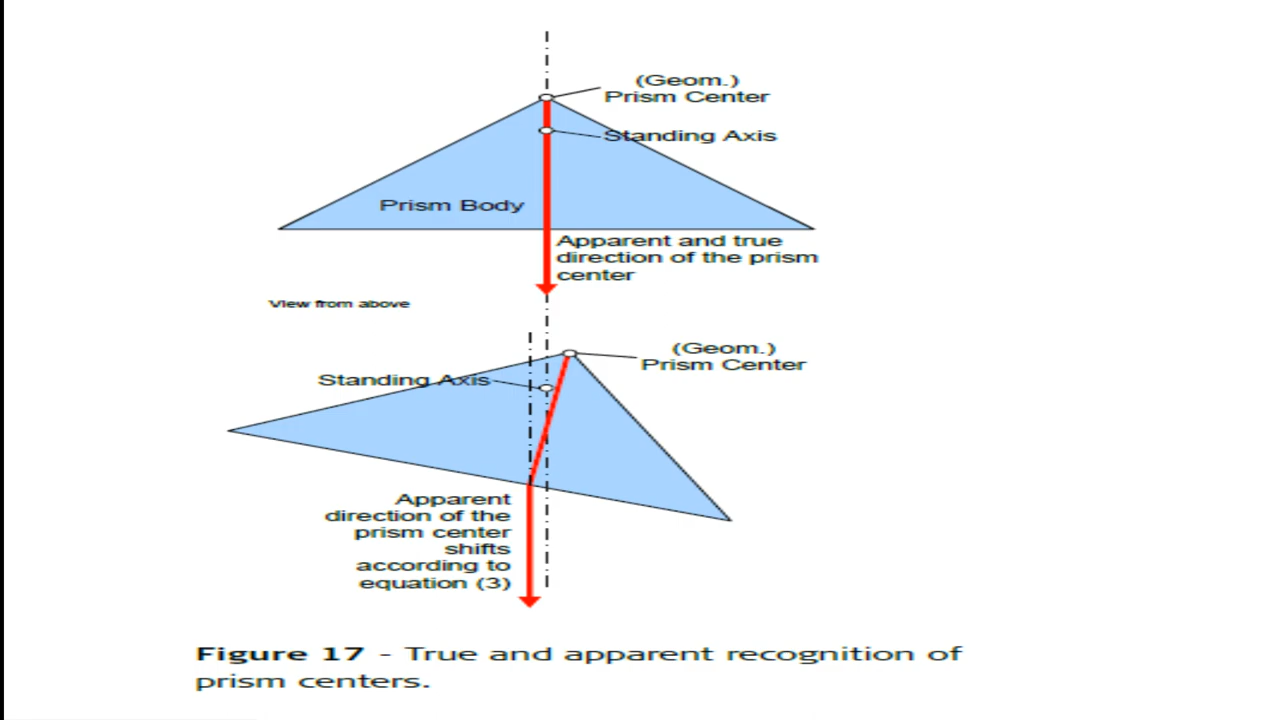 (Geom.)
Prism Center
Standing Axis
Prism Body
Apparent and true
direction of the prism
center
View from above
(Geom.)
Prism Center
Standing Axis
Apparent
direction of the
prism center
shifts
according to
equation (3)
Figure 17 - True and apparent recognition of
prism centers.